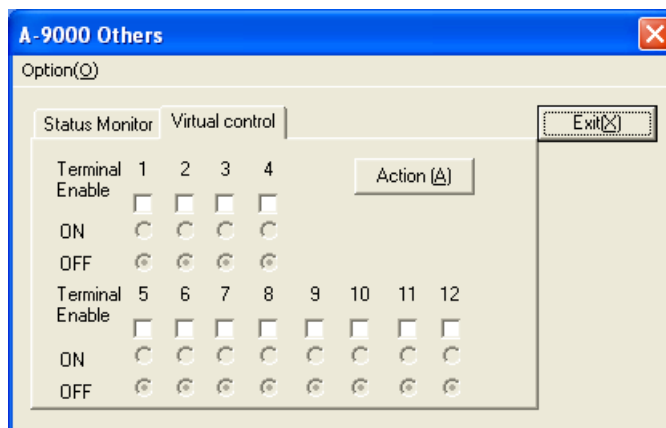 A-9000 Others
Option(O)
Status Monitor Virtual control Exit(X)
Terminal 1 2 3 4 Action (A)
Enable
ON
OFF
Terminal 5 6 7 8 9 10 11 12
Enable
ON
OFF